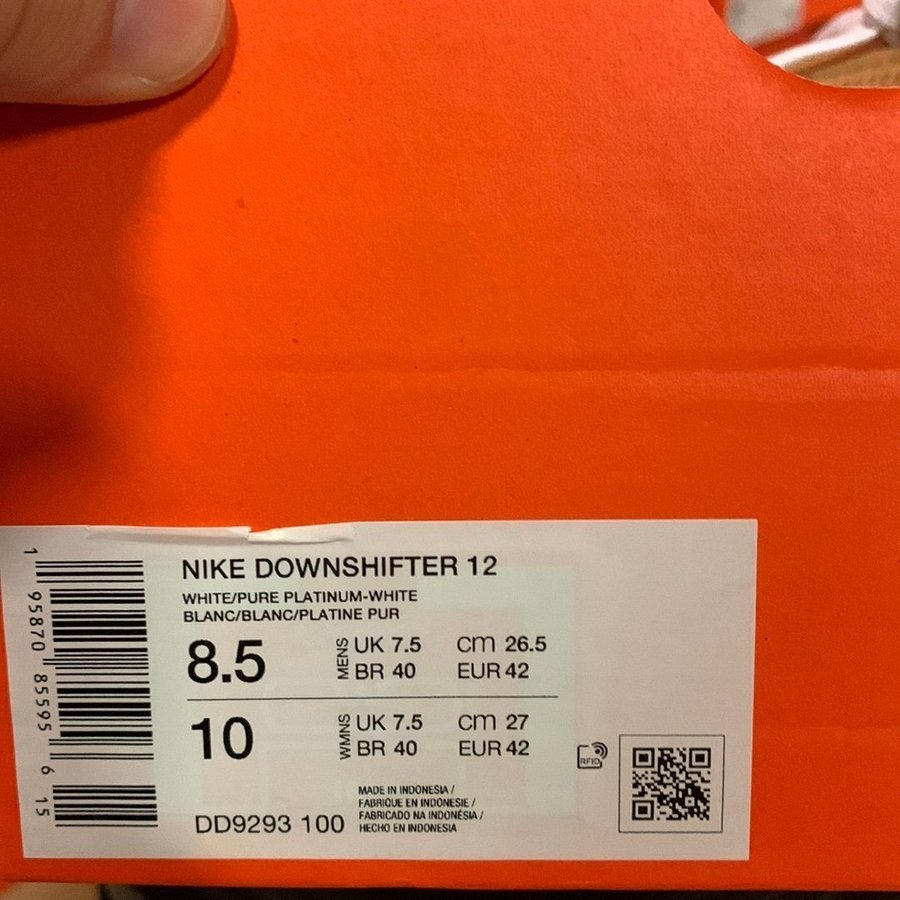 NIKE DOWNSHIFTER 12
WHITE/PURE PLATINUM-WHITE
BLANC/BLANC/PLATINE PUR
8.5 MENS UK 7.5 CM 26.5
BR 40 EUR 42
10 WMNS UK 7.5 CM 27
BR 40 EUR 42
RFID
DD9293 100
MADE IN INDONESIA /
FABRIQUE EN INDONESIE /
FABRICADO NA INDONÉSIA /
HECHO EN INDONESIA
1 95870 85595 6 15